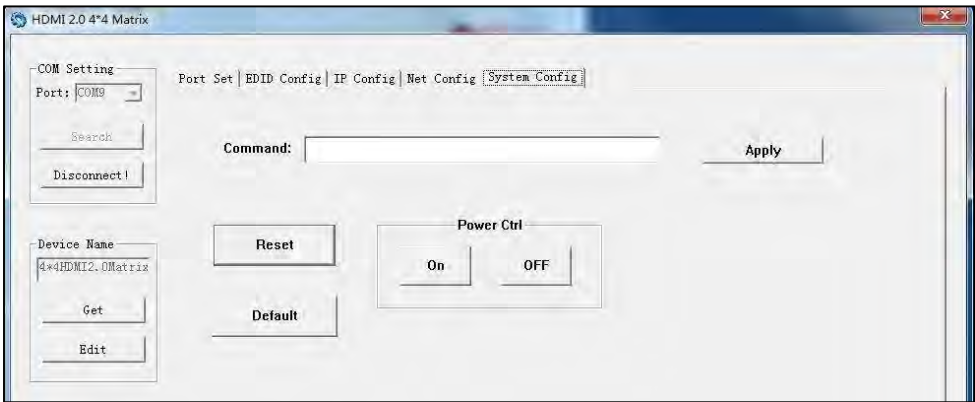 HDMI 2.0 4*4 Matrix
x
COM Setting
Port: COM9
Search
Disconnect!
Device Name
4*4HDMI2.0Matrix
Get
Edit
Port Set
EDID Config
IP Config
Net Config
System Config
Command:
Apply
Reset
Default
Power Ctrl
On
OFF